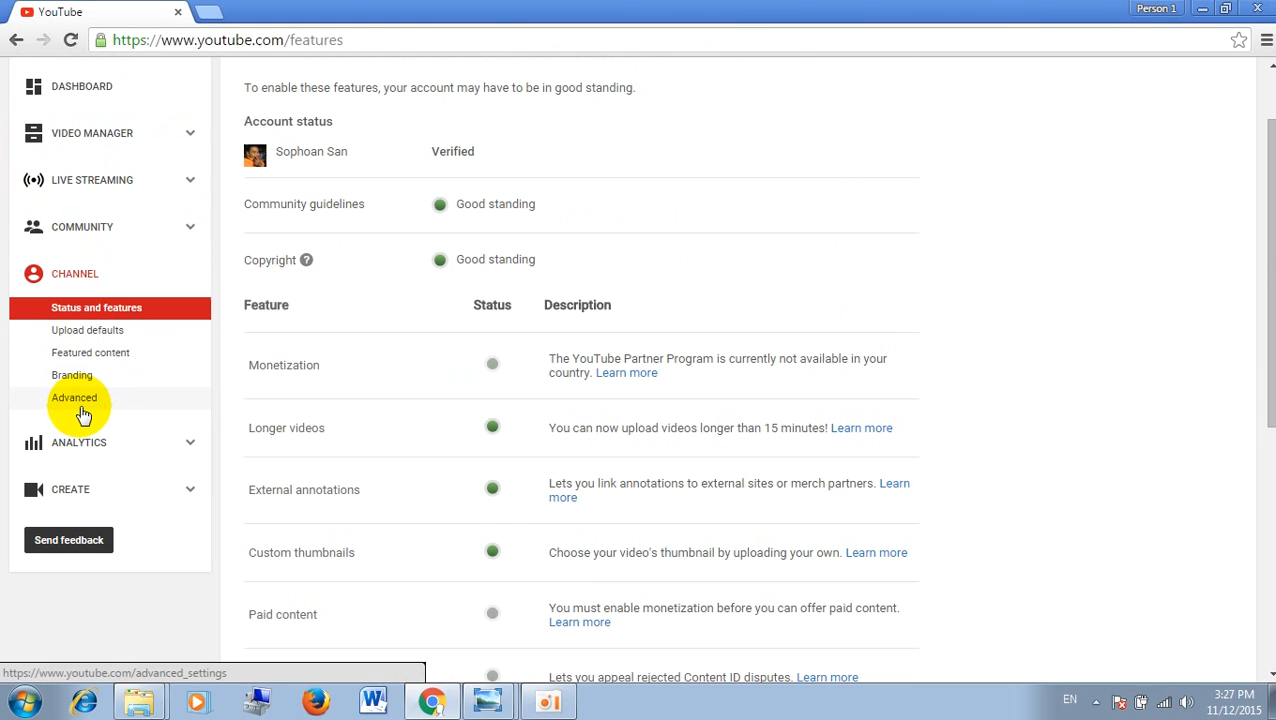 YouTube
Person 1
https://www.youtube.com/features
DASHBOARD
VIDEO MANAGER
LIVE STREAMING
COMMUNITY
CHANNEL
Status and features
Upload defaults
Featured content
Branding
Advanced
ANALYTICS
CREATE
Send feedback
To enable these features, your account may have to be in good standing.
Account status
Sophoan San Verified
Community guidelines Good standing
Copyright ? Good standing
Feature Status Description
Monetization The YouTube Partner Program is currently not available in your
country. Learn more
Longer videos You can now upload videos longer than 15 minutes! Learn more
External annotations Lets you link annotations to external sites or merch partners. Learn
more
Custom thumbnails Choose your video's thumbnail by uploading your own. Learn more
Paid content You must enable monetization before you can offer paid content.
Learn more
Lets you appeal rejected Content ID disputes. Learn more
https://www.youtube.com/advanced_settings
EN
3:27 PM
11/12/2015